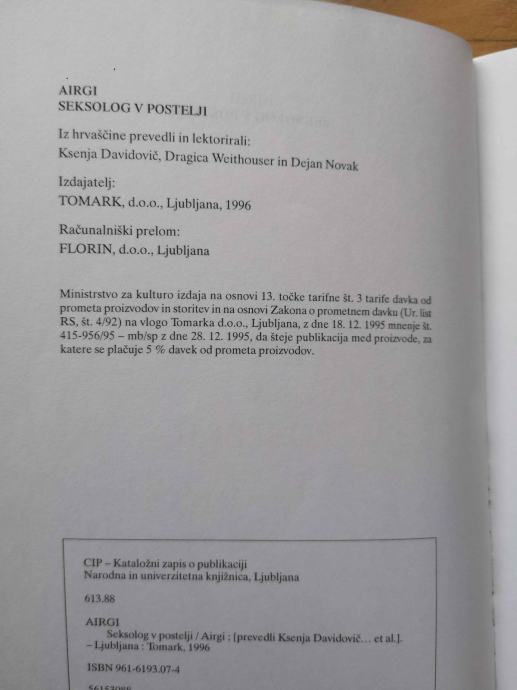 AIRGI
SEKSOLOG V POSTELJI
Iz hrvaščine prevedli in lektorirali:
Ksenja Davidovič, Dragica Weithouser in Dejan Novak
Izdajatelj:
TOMARK, d.o.o., Ljubljana, 1996
Računalniški prelom:
FLORIN, d.o.o., Ljubljana
Ministrstvo za kulturo izdaja na osnovi 13. točke tarifne št. 3 tarife davka od
prometa proizvodov in storitev in na osnovi Zakona o prometnem davku (Ur. list
RS, št. 4/92) na vlogo Tomarka d.o.o., Ljubljana, z dne 18. 12. 1995 mnenje št.
415-956/95 – mb/sp z dne 28. 12. 1995, da šteje publikacija med proizvode, za
katere se plačuje 5 % davek od prometa proizvodov.
CIP – Kataložni zapis o publikaciji
Narodna in univerzitetna knjižnica, Ljubljana
613.88
AIRGI
Seksolog v postelji / Airgi ; [prevedli Ksenja Davidovič... et al.].
– Ljubljana : Tomark, 1996
ISBN 961-6193.07-4